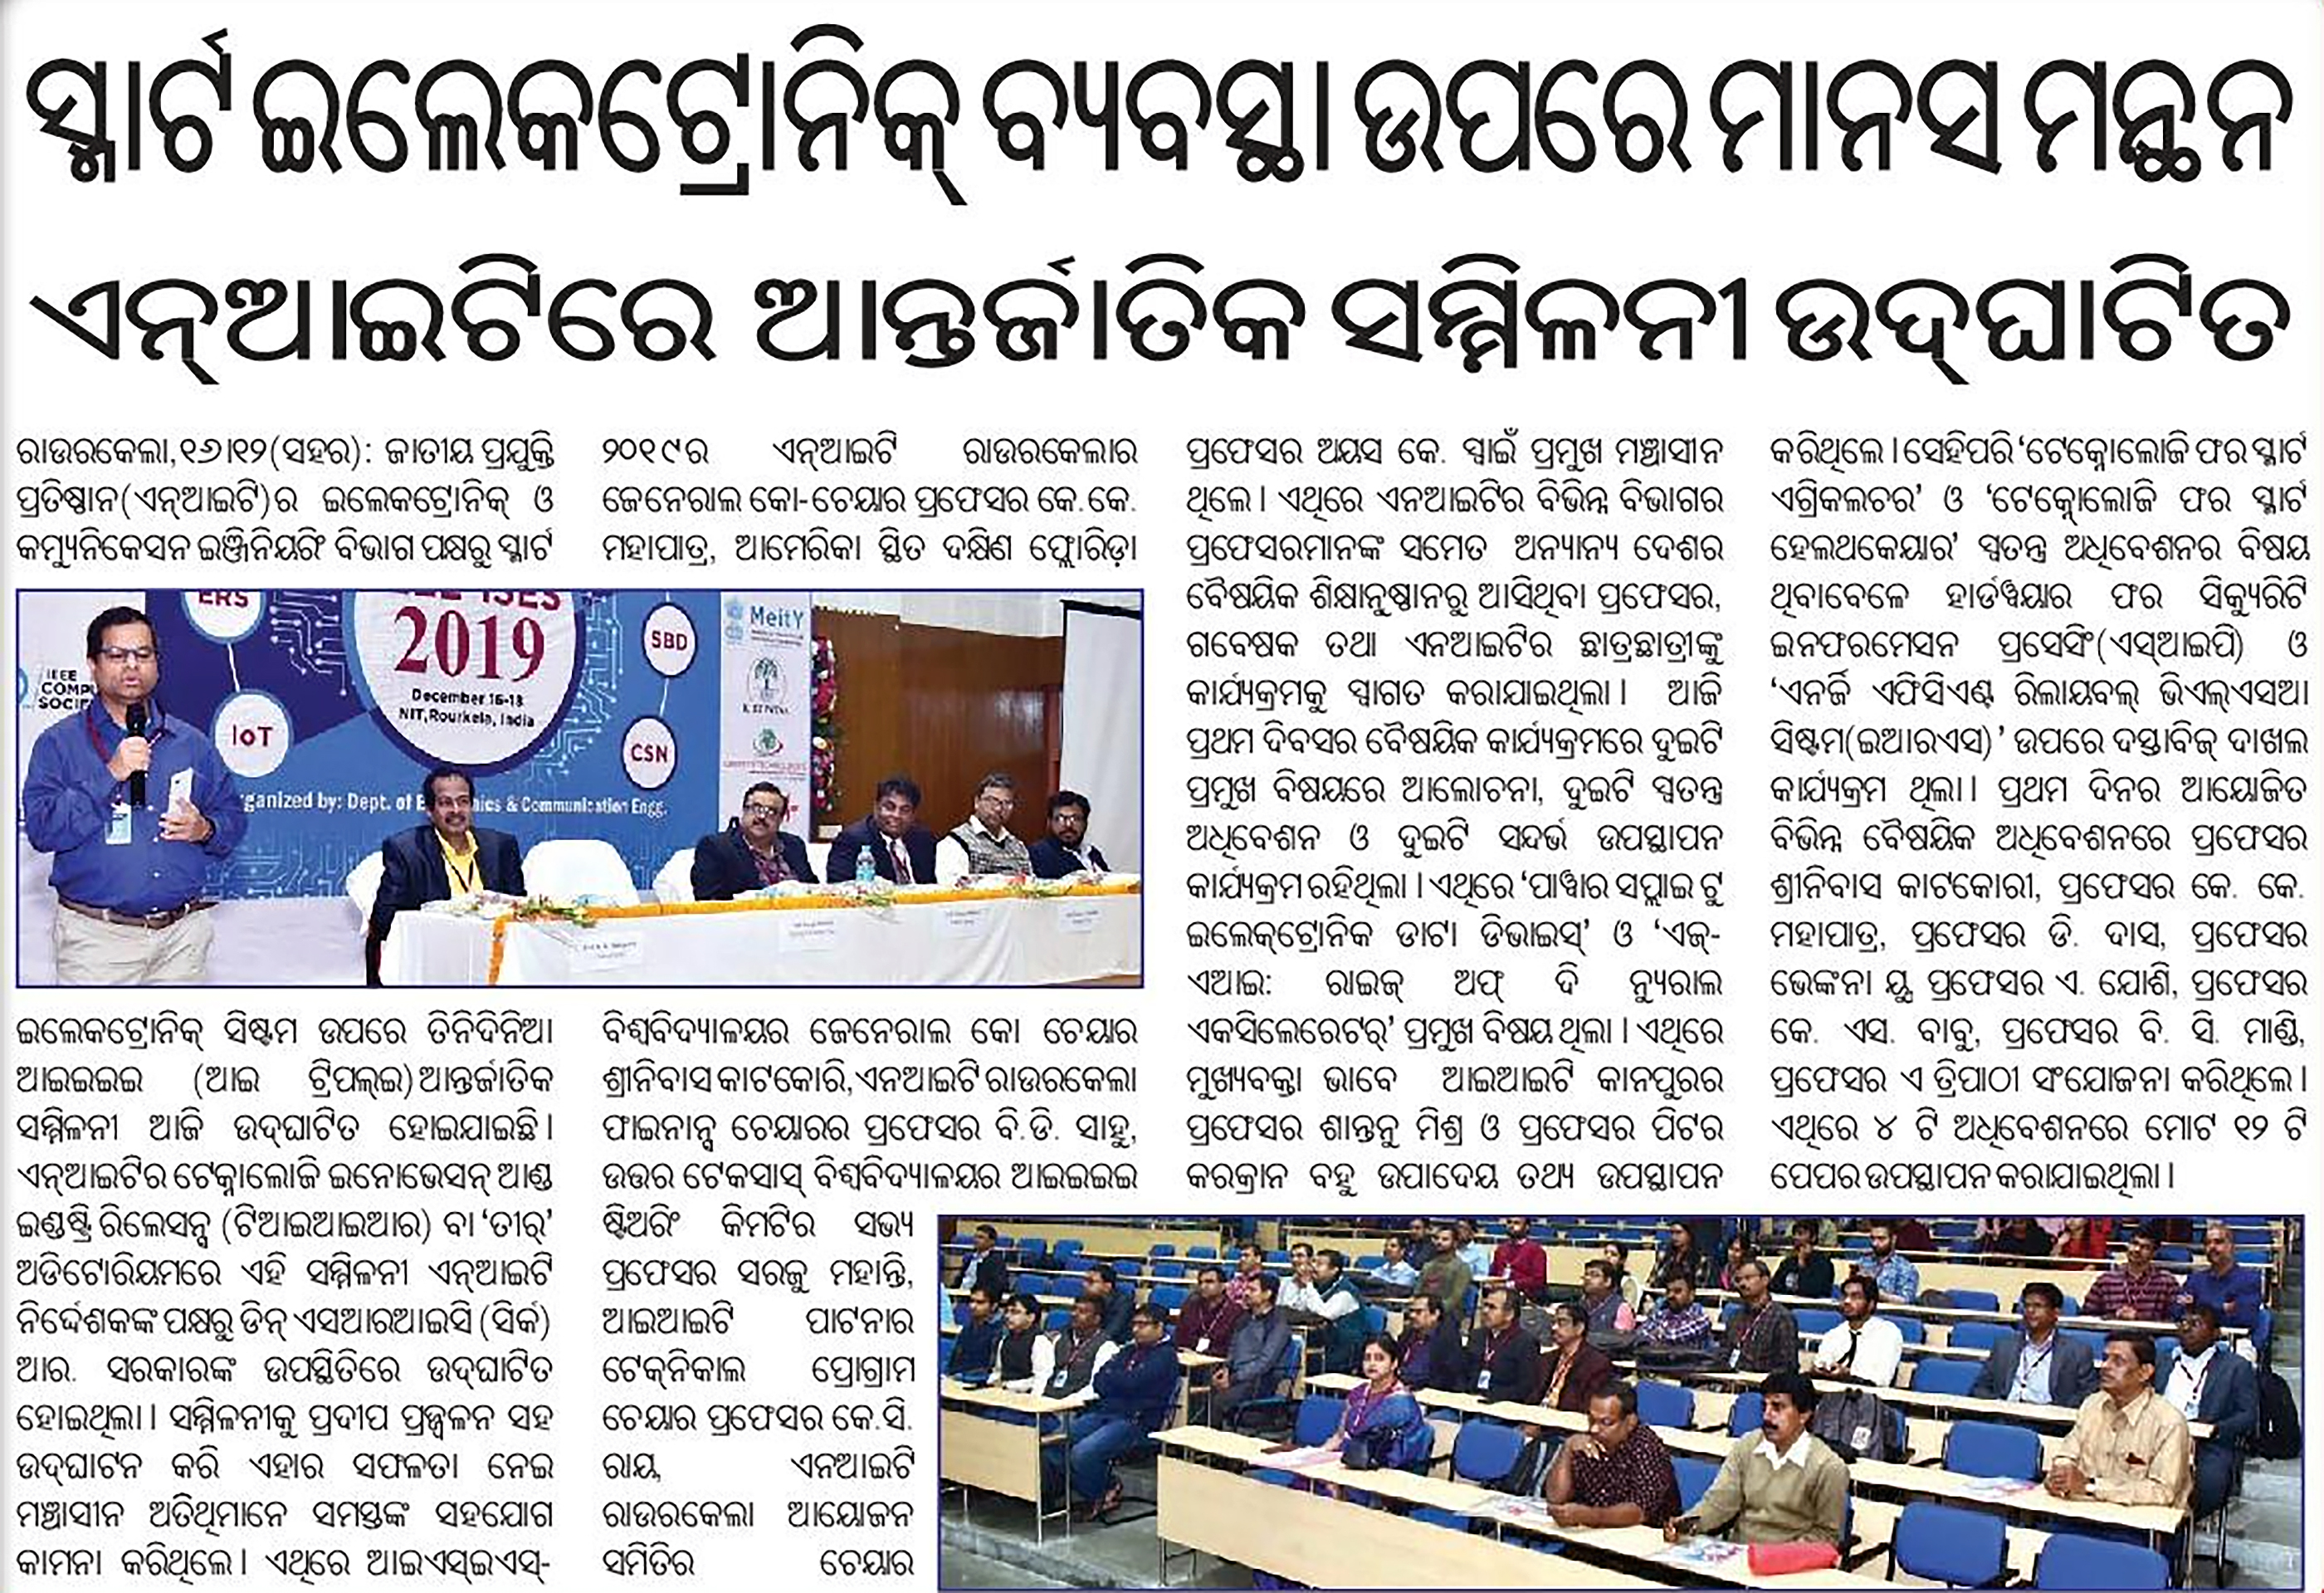 ସ୍ମାର୍ଟ ଇଲେକଟ୍ରୋନିକ୍ ବ୍ୟବସ୍ଥା ଉପରେ ମାନସ ମନ୍ଥନ
ଏନ୍ଆଇଟିରେ ଆନ୍ତର୍ଜାତିକ ସମ୍ମିଳନୀ ଉଦ୍‌ଘାଟିତ
ରାଉରକେଲା,୧୬।୧୨(ସହର): ଜାତୀୟ ପ୍ରଯୁକ୍ତି
ପ୍ରତିଷ୍ଠାନ(ଏନ୍ଆଇଟି)ର ଇଲେକଟ୍ରୋନିକ୍ ଓ
କମ୍ୟୁନିକେସନ ଇଞ୍ଜିନିୟରିଂ ବିଭାଗ ପକ୍ଷରୁ ସ୍ମାର୍ଟ
ERS
2019
December 16-18
NIT, Rourkela, India
SBD
IoT
CSN
MeitY
IEEE
COMPU
SOCIE
rganized by: Dept. of E
nics & Communication Engg.
ଇଲେକଟ୍ରୋନିକ୍ ସିଷ୍ଟମ ଉପରେ ତିନିଦିନିଆ
ଆଇଇଇଇ (ଆଇ ଟ୍ରିପଲ୍ଇ) ଆନ୍ତର୍ଜାତିକ
ସମ୍ମିଳନୀ ଆଜି ଉଦ୍‌ଘାଟିତ ହୋଇଯାଇଛି।
ଏନ୍ଆଇଟିର ଟେକ୍ନାଲୋଜି ଇନୋଭେସନ୍ ଆଣ୍ଡ
ଇଣ୍ଡଷ୍ଟ୍ରି ରିଲେସନ୍ସ (ଟିଆଇଆଇଆର) ବା ‘ତୀର୍’
ଅଡିଟୋରିୟମରେ ଏହି ସମ୍ମିଳନୀ ଏନ୍ଆଇଟି
ନିର୍ଦ୍ଦେଶକଙ୍କ ପକ୍ଷରୁ ଡିନ୍ ଏସଆରଆଇସି (ସିର୍କ)
ଆର. ସରକାରଙ୍କ ଉପସ୍ଥିତିରେ ଉଦ୍‌ଘାଟିତ
ହୋଇଥିଲା। ସମ୍ମିଳନୀକୁ ପ୍ରଦୀପ ପ୍ରଜ୍ଜ୍ୱଳନ ସହ
ଉଦ୍‌ଘାଟନ କରି ଏହାର ସଫଳତା ନେଇ
ମଞ୍ଚାସୀନ ଅତିଥିମାନେ ସମସ୍ତଙ୍କ ସହଯୋଗ
କାମନା କରିଥିଲେ। ଏଥିରେ ଆଇଏସ୍ଇଏସ୍-
୨୦୧୯ର ଏନ୍ଆଇଟି ରାଉରକେଲାର
ଜେନେରାଲ କୋ-ଚେୟାର ପ୍ରଫେସର କେ.କେ.
ମହାପାତ୍ର, ଆମେରିକା ସ୍ଥିତ ଦକ୍ଷିଣ ଫ୍ଲୋରିଡ଼ା
ବିଶ୍ୱବିଦ୍ୟାଳୟର ଜେନେରାଲ କୋ ଚେୟାର
ଶ୍ରୀନିବାସ କାଟକୋରି,ଏନଆଇଟି ରାଉରକେଲା
ଫାଇନାନ୍ସ ଚେୟାରର ପ୍ରଫେସର ବି.ଡି. ସାହୁ,
ଉତ୍ତର ଟେକସାସ୍ ବିଶ୍ୱବିଦ୍ୟାଳୟର ଆଇଇଇଇ
ଷ୍ଟିଅରିଂ କିମଟିର ସଭ୍ୟ
ପ୍ରଫେସର ସରଜୁ ମହାନ୍ତି,
ଆଇଆଇଟି ପାଟନାର
ଟେକ୍ନିକାଲ ପ୍ରୋଗ୍ରାମ
ଚେୟାର ପ୍ରଫେସର କେ.ସି.
ରାୟ, ଏନଆଇଟି
ରାଉରକେଲା ଆୟୋଜନ
ସମିତିର ଚେୟାର
ପ୍ରଫେସର ଅୟସ କେ. ସ୍ୱାଇଁ ପ୍ରମୁଖ ମଞ୍ଚାସୀନ
ଥିଲେ। ଏଥିରେ ଏନଆଇଟିର ବିଭିନ୍ନ ବିଭାଗର
ପ୍ରଫେସରମାନଙ୍କ ସମେତ ଅନ୍ୟାନ୍ୟ ଦେଶର
ବୈଷୟିକ ଶିକ୍ଷାନୁଷ୍ଠାନରୁ ଆସିଥିବା ପ୍ରଫେସର,
ଗବେଷକ ତଥା ଏନଆଇଟିର ଛାତ୍ରଛାତ୍ରୀଙ୍କୁ
କାର୍ଯ୍ୟକ୍ରମକୁ ସ୍ୱାଗତ କରାଯାଇଥିଲା। ଆଜି
ପ୍ରଥମ ଦିବସର ବୈଷୟିକ କାର୍ଯ୍ୟକ୍ରମରେ ଦୁଇଟି
ପ୍ରମୁଖ ବିଷୟରେ ଆଲୋଚନା, ଦୁଇଟି ସ୍ୱତନ୍ତ୍ର
ଅଧିବେଶନ ଓ ଦୁଇଟି ସନ୍ଦର୍ଭ ଉପସ୍ଥାପନ
କାର୍ଯ୍ୟକ୍ରମ ରହିଥିଲା। ଏଥିରେ ‘ପାୱାର ସପ୍ଲାଇ ଟୁ
ଇଲେକ୍ଟ୍ରୋନିକ ଡାଟା ଡିଭାଇସ୍’ ଓ ‘ଏଜ୍-
ଏଆଇ: ରାଇଜ୍ ଅଫ୍ ଦି ନ୍ୟୁରାଲ
ଏକସିଲେରେଟର୍’ ପ୍ରମୁଖ ବିଷୟ ଥିଲା। ଏଥିରେ
ମୁଖ୍ୟବକ୍ତା ଭାବେ ଆଇଆଇଟି କାନପୁରର
ପ୍ରଫେସର ଶାନ୍ତନୁ ମିଶ୍ର ଓ ପ୍ରଫେସର ପିଟର
କରକ୍ରାନ ବହୁ ଉପାଦେୟ ତଥ୍ୟ ଉପସ୍ଥାପନ
କରିଥିଲେ। ସେହିପରି ‘ଟେକ୍ନୋଲୋଜି ଫର ସ୍ମାର୍ଟ
ଏଗ୍ରିକଲଚର’ ଓ ‘ଟେକ୍ନୋଲୋଜି ଫର ସ୍ମାର୍ଟ
ହେଲଥକେୟାର’ ସ୍ୱତନ୍ତ୍ର ଅଧିବେଶନର ବିଷୟ
ଥିବାବେଳେ ହାର୍ଡୱୟାର ଫର ସିକ୍ୟୁରିଟି
ଇନଫରମେସନ ପ୍ରସେସିଂ(ଏସ୍ଆଇପି) ଓ
‘ଏନର୍ଜି ଏଫିସିଏଣ୍ଟ ରିଲାୟବଲ୍ ଭିଏଲ୍ଏସଆ
ସିଷ୍ଟମ(ଇଆରଏସ)’ ଉପରେ ଦସ୍ତାବିଜ୍ ଦାଖଲ
କାର୍ଯ୍ୟକ୍ରମ ଥିଲା। ପ୍ରଥମ ଦିନର ଆୟୋଜିତ
ବିଭିନ୍ନ ବୈଷୟିକ ଅଧିବେଶନରେ ପ୍ରଫେସର
ଶ୍ରୀନିବାସ କାଟକୋରୀ, ପ୍ରଫେସର କେ. କେ.
ମହାପାତ୍ର, ପ୍ରଫେସର ଡି. ଦାସ, ପ୍ରଫେସର
ଭେଙ୍କନା ୟୁ ପ୍ରଫେସର ଏ. ଯୋଶି, ପ୍ରଫେସର
କେ. ଏସ. ବାବୁ, ପ୍ରଫେସର ବି. ସି. ମାଣ୍ଡି,
ପ୍ରଫେସର ଏ ତ୍ରିପାଠୀ ସଂଯୋଜନା କରିଥିଲେ।
ଏଥିରେ ୪ ଟି ଅଧିବେଶନରେ ମୋଟ ୧୨ ଟି
ପେପର ଉପସ୍ଥାପନ କରାଯାଇଥିଲା।